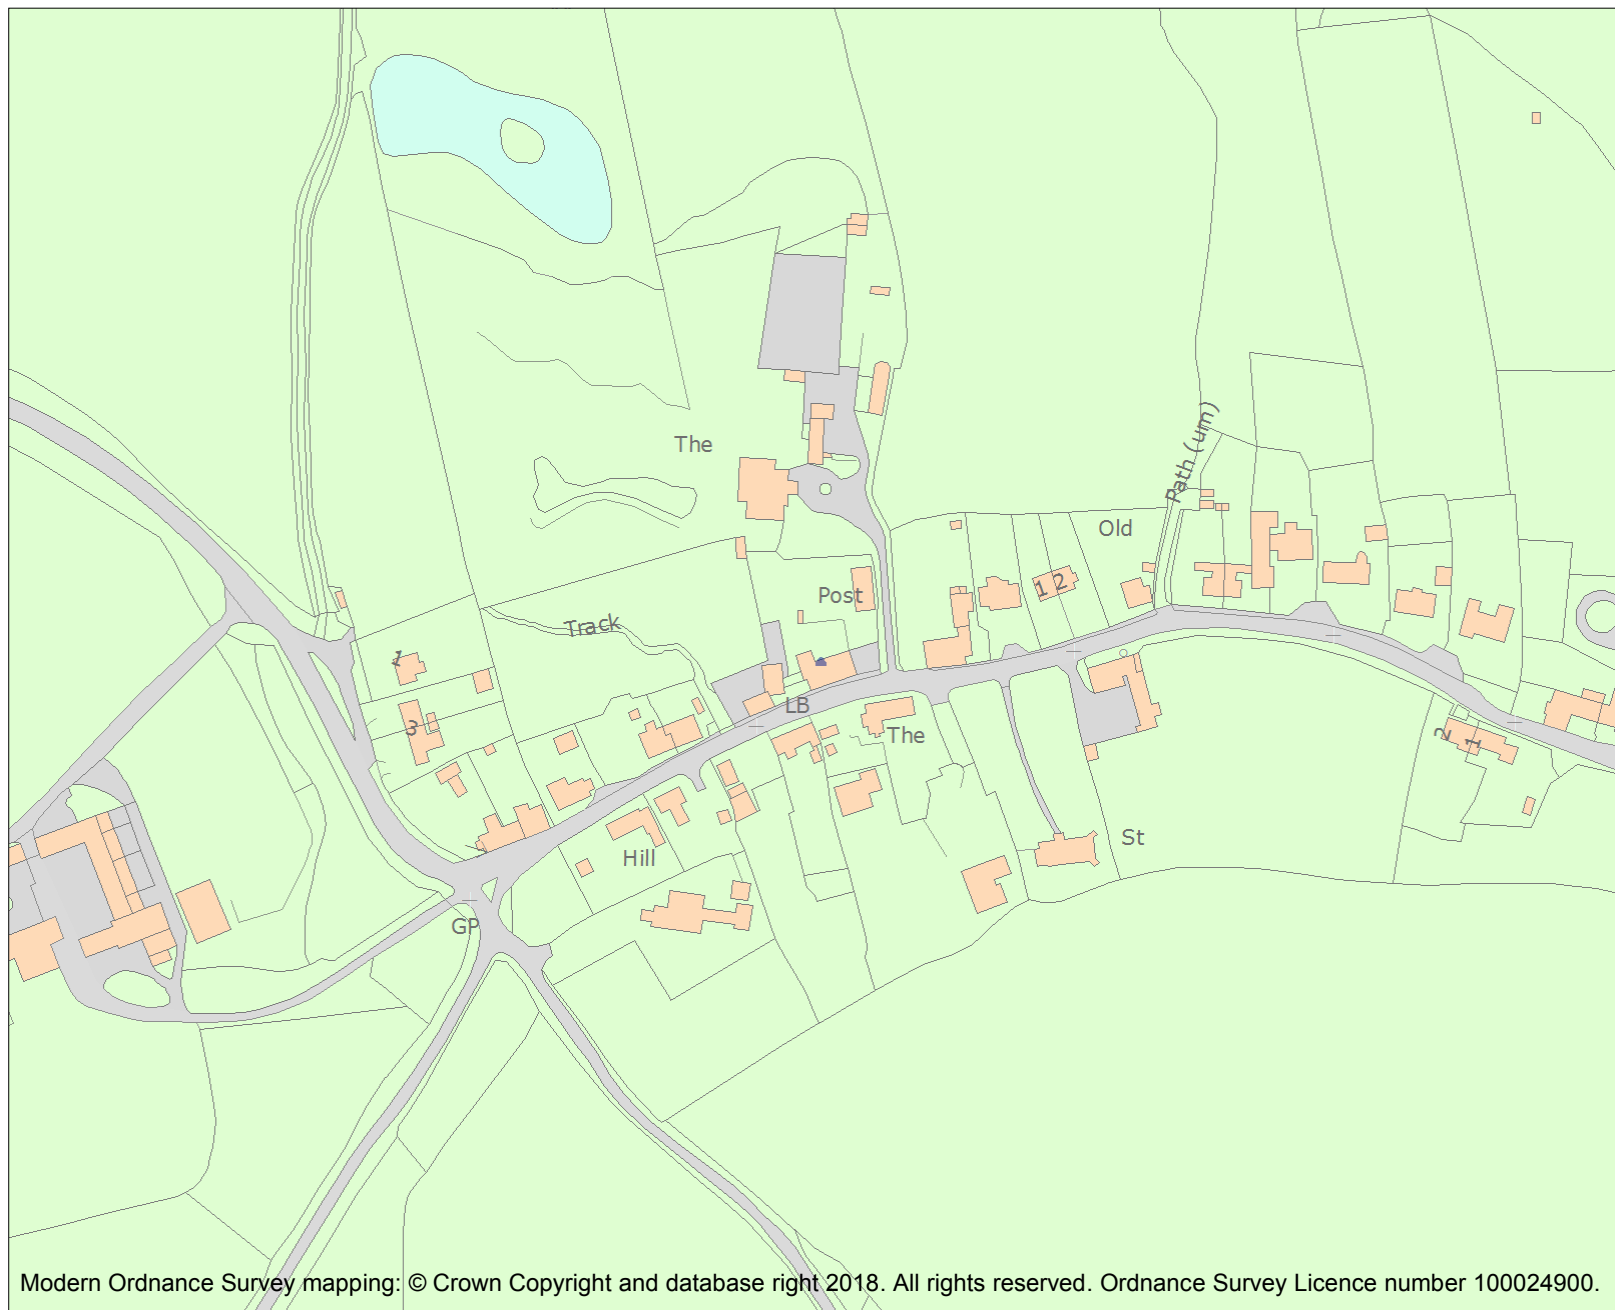 The
Path (um)
Old
1 2
Post
Track
1
LB
3
The
2
1
St
Hill
GP
Modern Ordnance Survey mapping: © Crown Copyright and database right 2018. All rights reserved. Ordnance Survey Licence number 100024900.